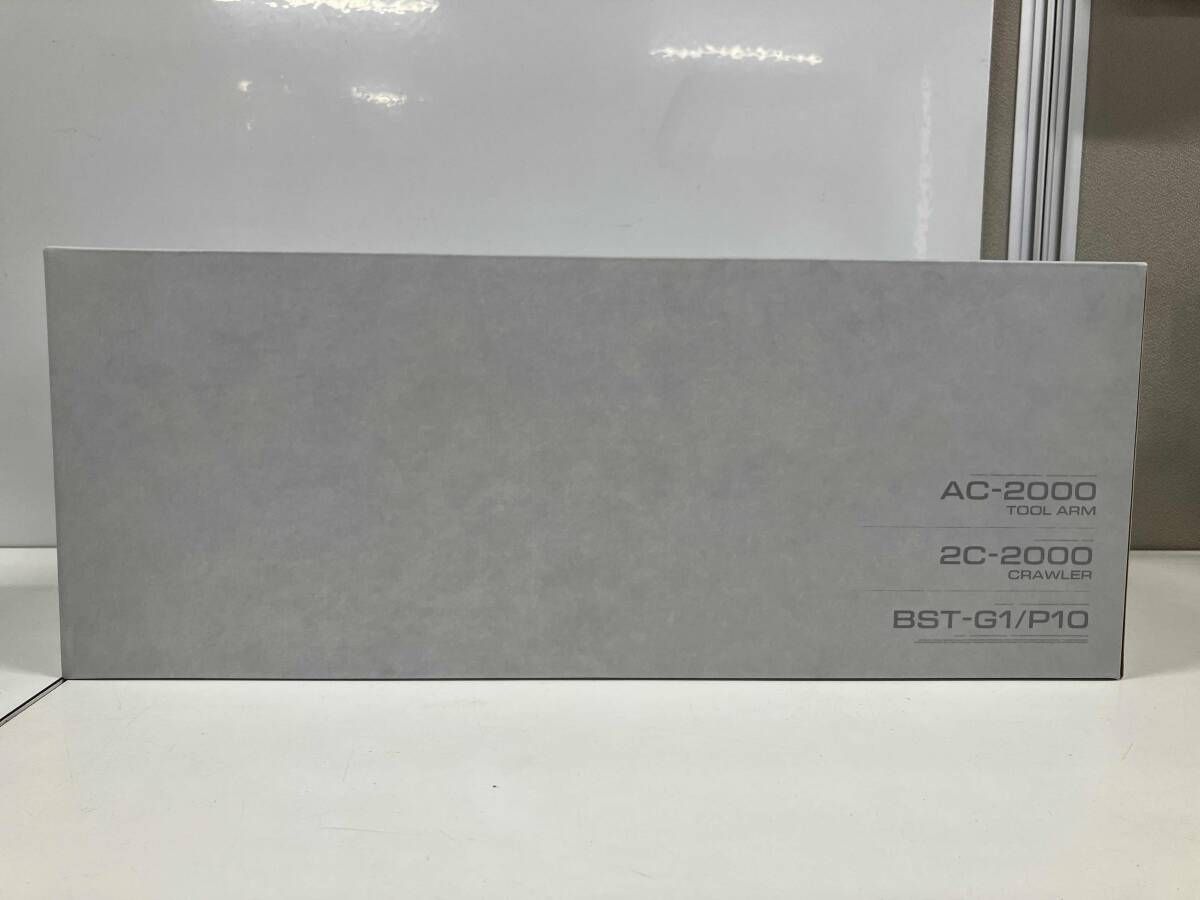 AC-2000
TOOL ARM
2C-2000
CRAWLER
BST-G1/P10